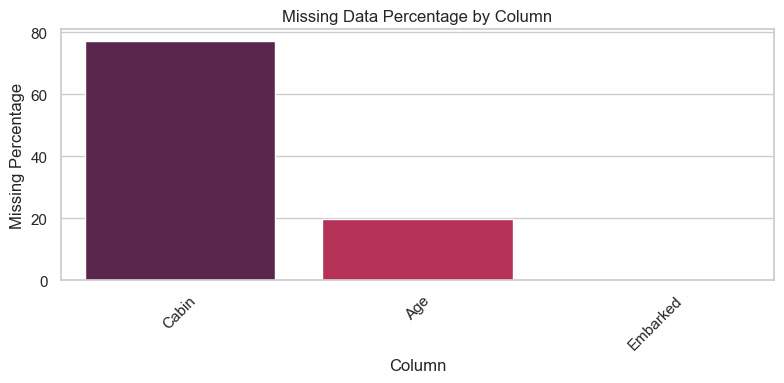 Missing Data Percentage by Column
Missing Percentage
80
60
40
20
0
Cabin
Age
Embarked
Column